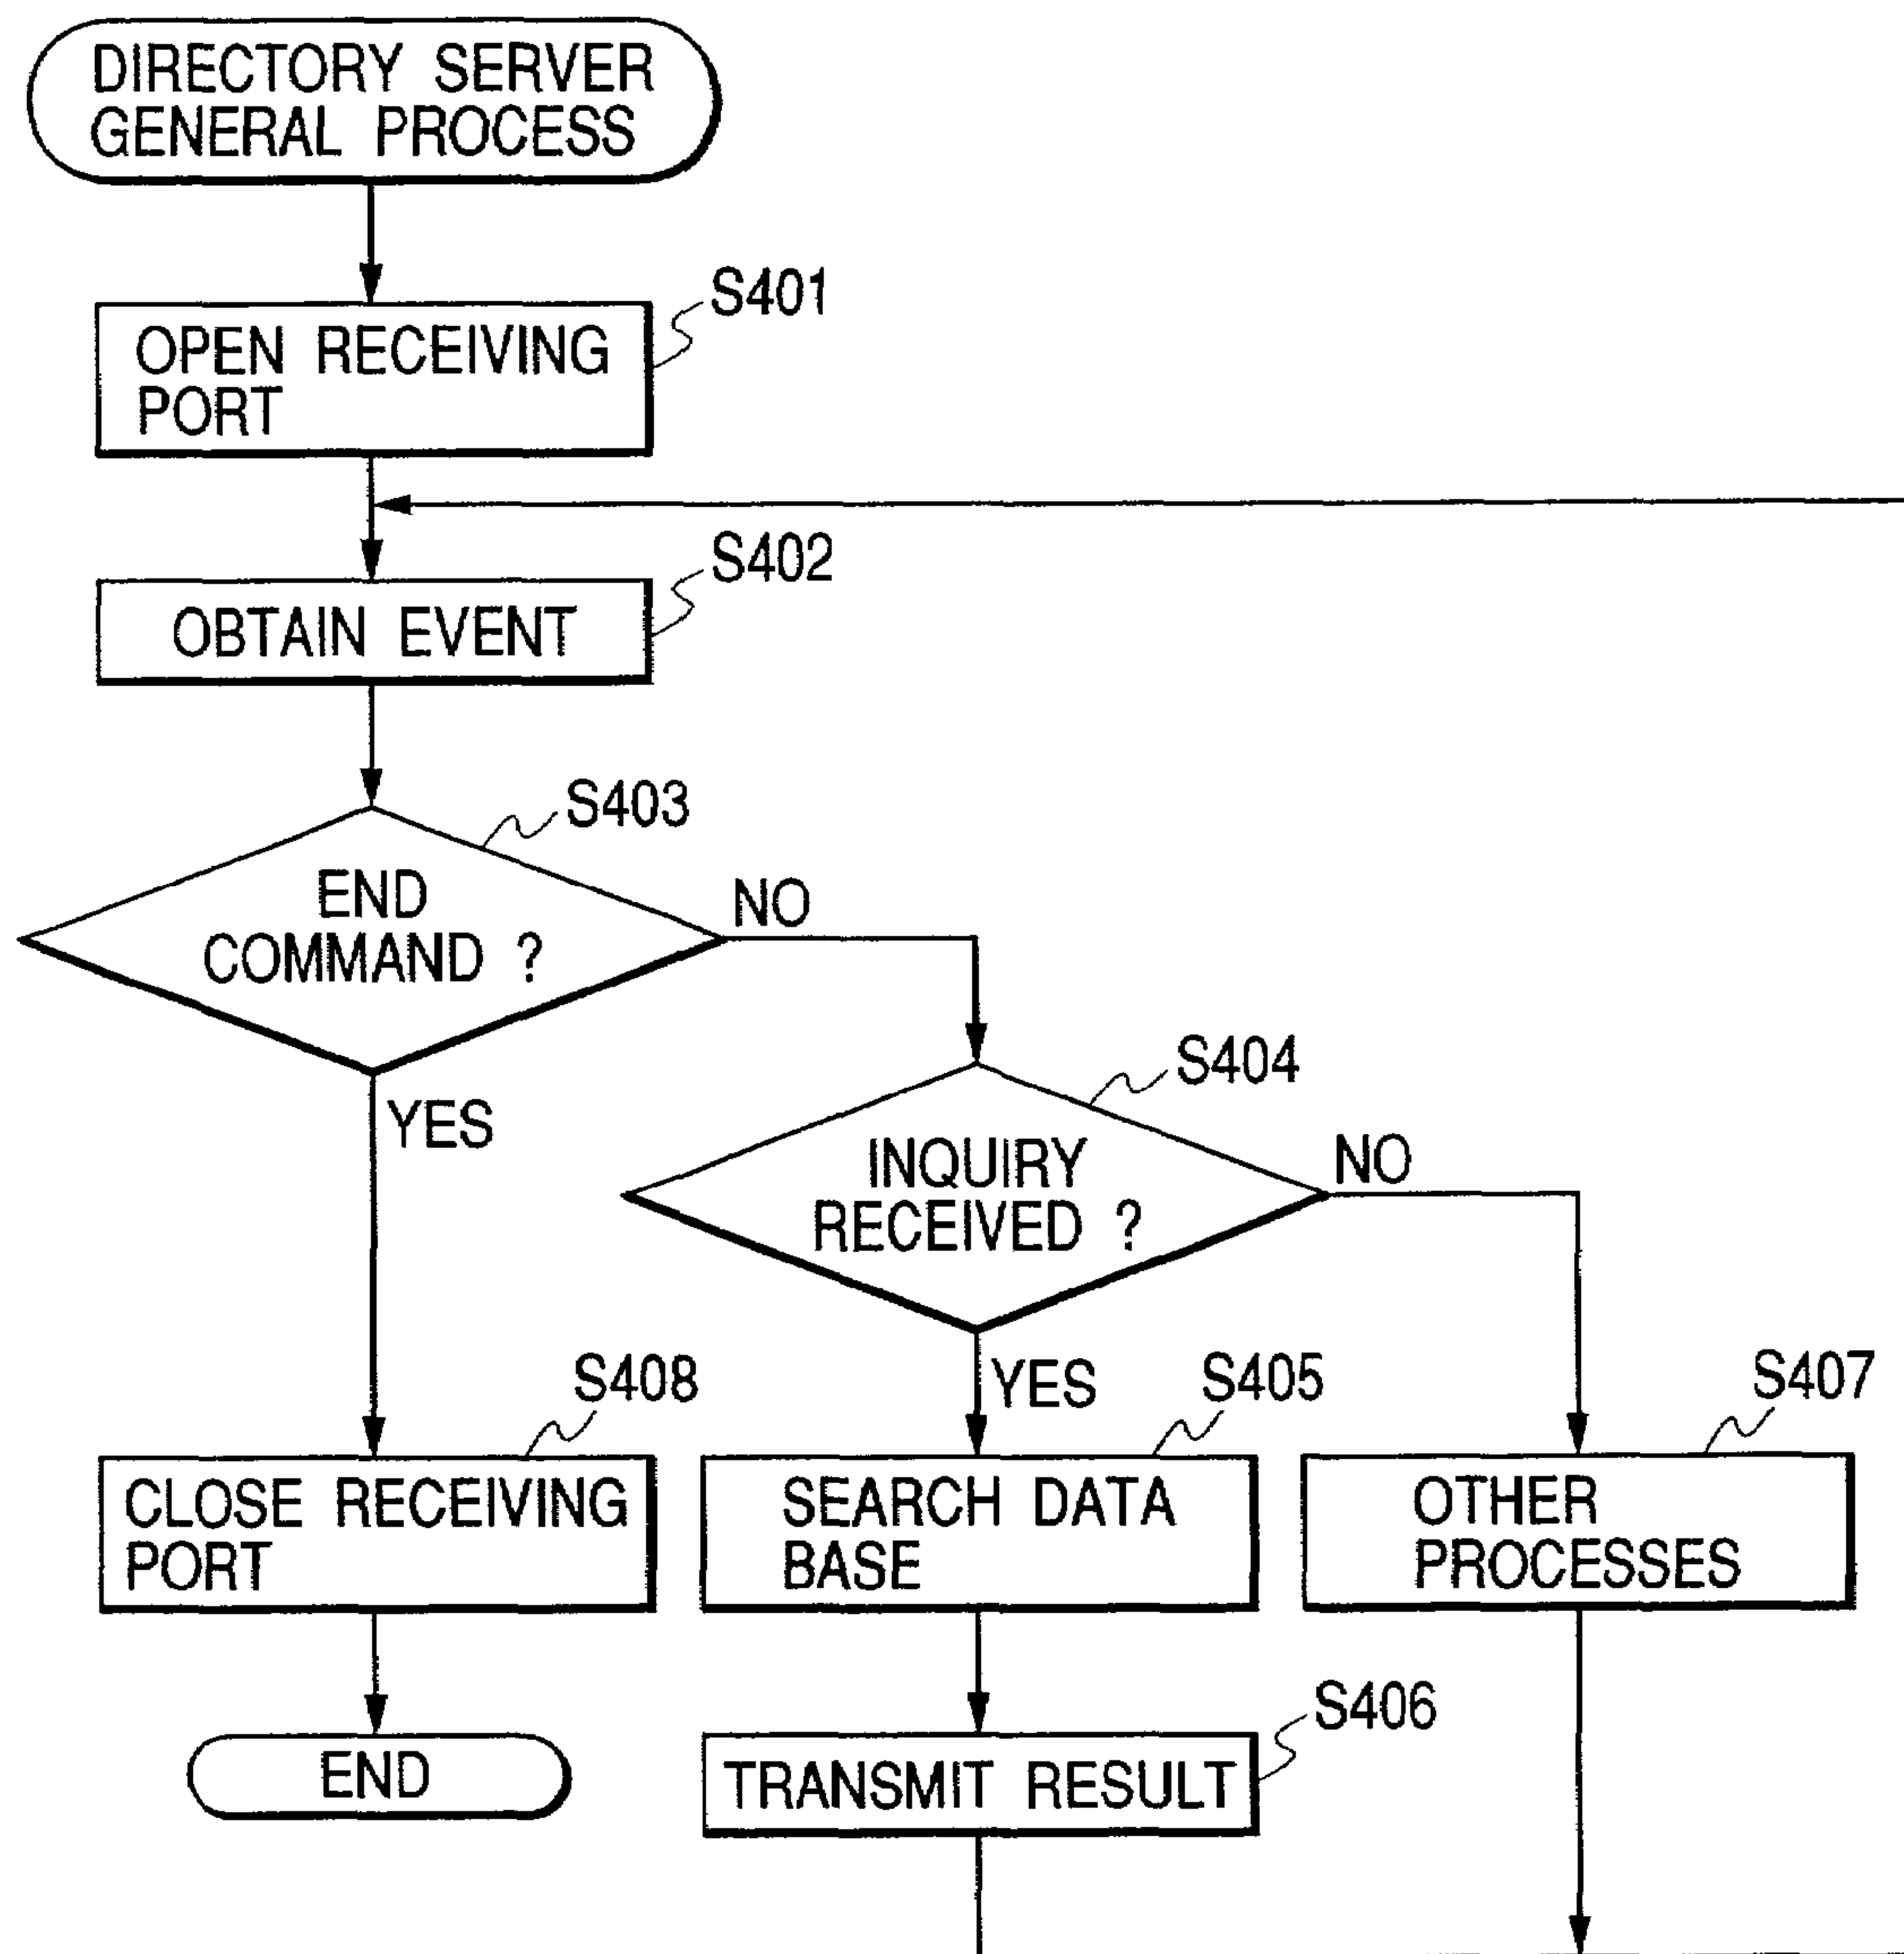 DIRECTORY SERVER
GENERAL PROCESS
S401
OPEN RECEIVING
PORT
S402
OBTAIN EVENT
S403
END
COMMAND ?
NO
YES
S404
INQUIRY
RECEIVED ?
NO
YES
S408
CLOSE RECEIVING
PORT
S405
SEARCH DATA
BASE
S407
OTHER
PROCESSES
END
S406
TRANSMIT RESULT